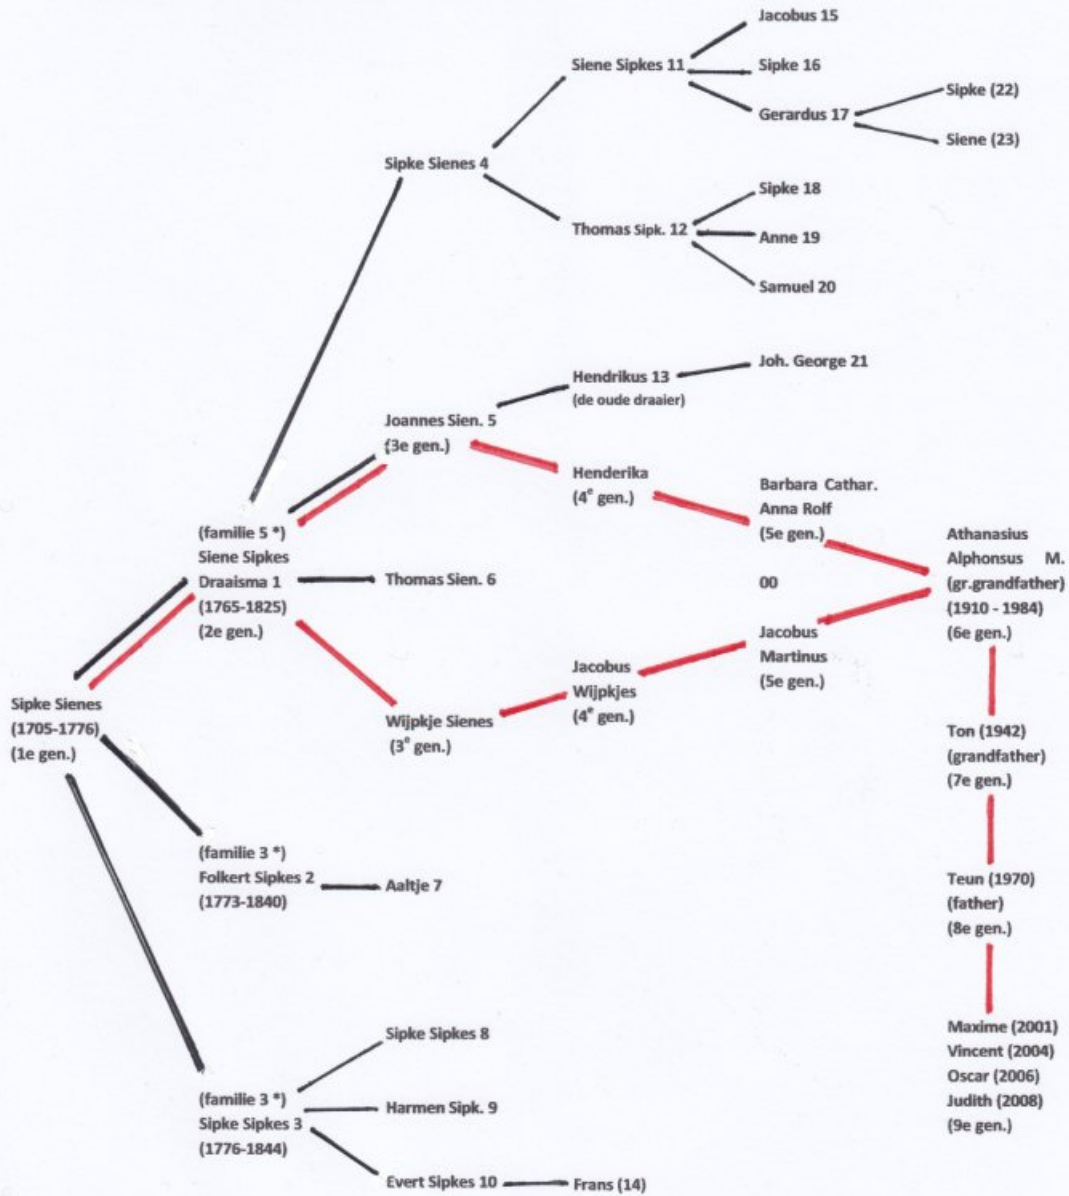 Jacobus 15
Siene Sipkes 11
Sipke 16
Sipke (22)
Gerardus 17
Siene (23)
Sipke Sienes 4
Sipke 18
Thomas Sipk. 12
Anne 19
Samuel 20
Joh. George 21
Hendrikus 13
(de oude draaier)
Joannes Sien. 5
(3e gen.)
Henderika
(4e gen.)
Barbara Cathar.
Anna Rolf
(5e gen.)
00
Jacobus
Martinus
(5e gen.)
Athanasius
Alphonsus M.
(gr.grandfather)
(1910 - 1984)
(6e gen.)
(familie 5 *)
Siene Sipkes
Draaisma 1
(1765-1825)
(2e gen.)
Thomas Sien. 6
Jacobus
Wijpkjes
(4e gen.)
Wijpkje Sienes
(3e gen.)
Sipke Sienes
(1705-1776)
(1e gen.)
Ton (1942)
(grandfather)
(7e gen.)
(familie 3 *)
Folkert Sipkes 2
(1773-1840)
Aaltje 7
Teun (1970)
(father)
(8e gen.)
Sipke Sipkes 8
Maxime (2001)
Vincent (2004)
Oscar (2006)
Judith (2008)
(9e gen.)
(familie 3 *)
Sipke Sipkes 3
(1776-1844)
Harmen Sipk. 9
Evert Sipkes 10
Frans (14)